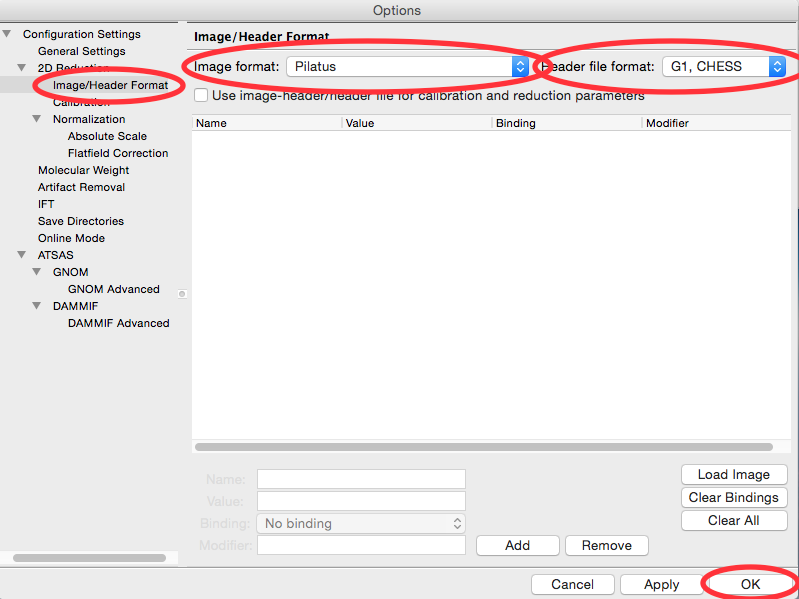 Options
Configuration Settings
General Settings
2D Reduction
Image/Header Format
Calibration
Normalization
Absolute Scale
Flatfield Correction
Molecular Weight
Artifact Removal
IFT
Save Directories
Online Mode
ATSAS
GNOM
GNOM Advanced
DAMMIF
DAMMIF Advanced
Image/Header Format
Image format: Pilatus Header file format: G1, CHESS
Use image-header/header file for calibration and reduction parameters
Name Value Binding Modifier
Name:
Value:
Binding: No binding
Modifier:
Add Remove
Load Image
Clear Bindings
Clear All
Cancel Apply OK